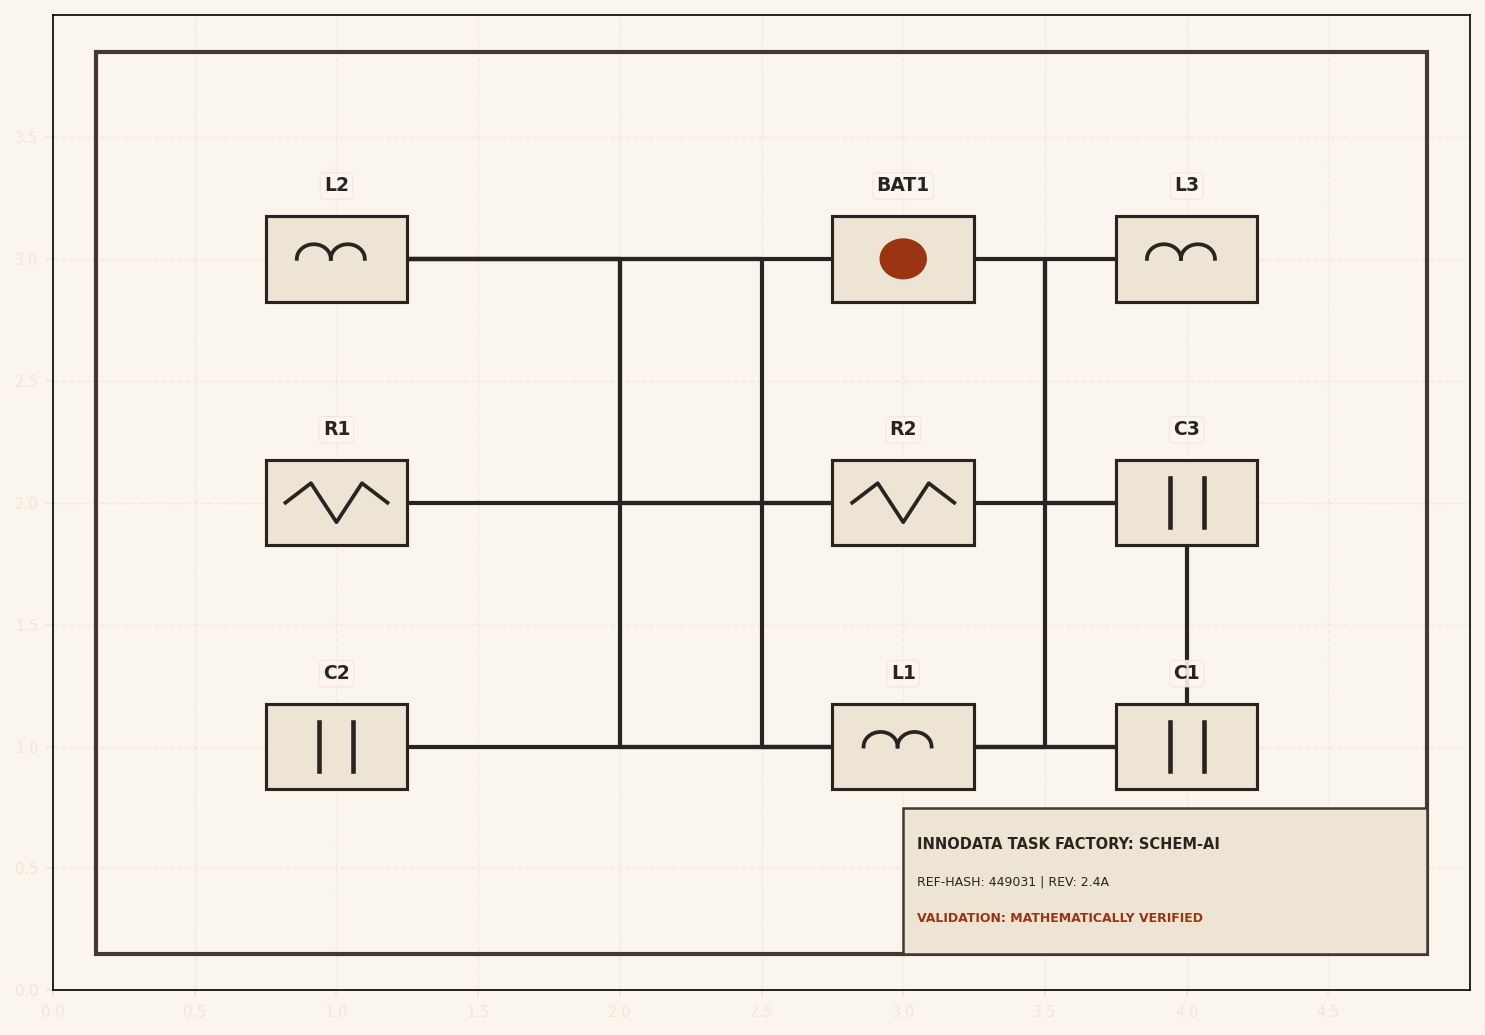 L2
BAT1
L3
R1
R2
C3
C2
L1
C1
3.5
3.0
2.5
2.0
1.5
1.0
0.5
0.0
0.0 0.5 1.0 1.5 2.0 2.5 3.0 3.5 4.0 4.5
INNODATA TASK FACTORY: SCHEM-AI
REF-HASH: 449031 | REV: 2.4A
VALIDATION: MATHEMATICALLY VERIFIED